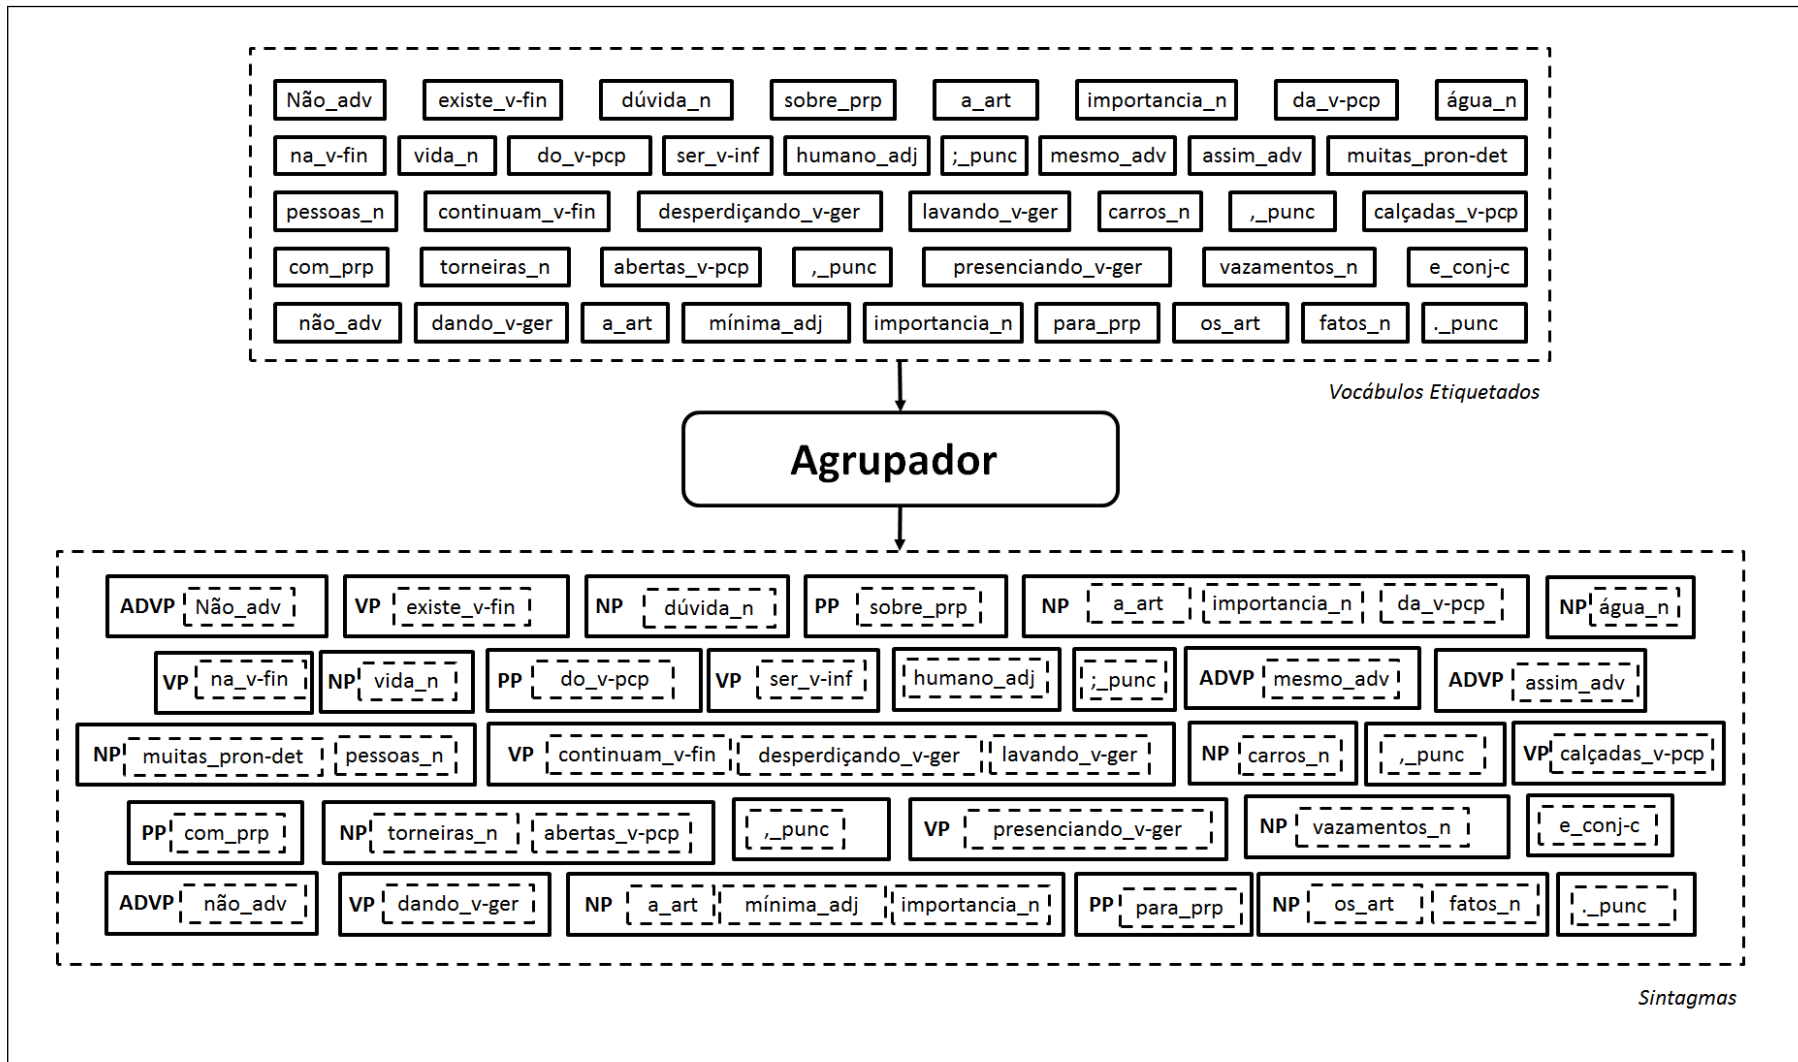 Não_adv existe_v-fin dúvida_n sobre_prp a_art importancia_n da_v-pcp água_n
na_v-fin vida_n do_v-pcp ser_v-inf humano_adj ;_punc mesmo_adv assim_adv muitas_pron-det
pessoas_n continuam_v-fin desperdiçando_v-ger lavando_v-ger carros_n ,_punc calçadas_v-pcp
com_prp torneiras_n abertas_v-pcp ,_punc presenciando_v-ger vazamentos_n e_conj-c
não_adv dando_v-ger a_art mínima_adj importancia_n para_prp os_art fatos_n ._punc
Vocábulos Etiquetados
Agrupador
ADVP Não_adv VP existe_v-fin NP dúvida_n PP sobre_prp NP a_art importancia_n da_v-pcp NP água_n
VP na_v-fin NP vida_n PP do_v-pcp VP ser_v-inf humano_adj ;_punc ADVP mesmo_adv ADVP assim_adv
NP muitas_pron-det pessoas_n VP continuam_v-fin desperdiçando_v-ger lavando_v-ger NP carros_n ,_punc VP calçadas_v-pcp
PP com_prp NP torneiras_n abertas_v-pcp ,_punc VP presenciando_v-ger NP vazamentos_n e_conj-c
ADVP não_adv VP dando_v-ger NP a_art mínima_adj importancia_n PP para_prp NP os_art fatos_n ._punc
Sintagmas